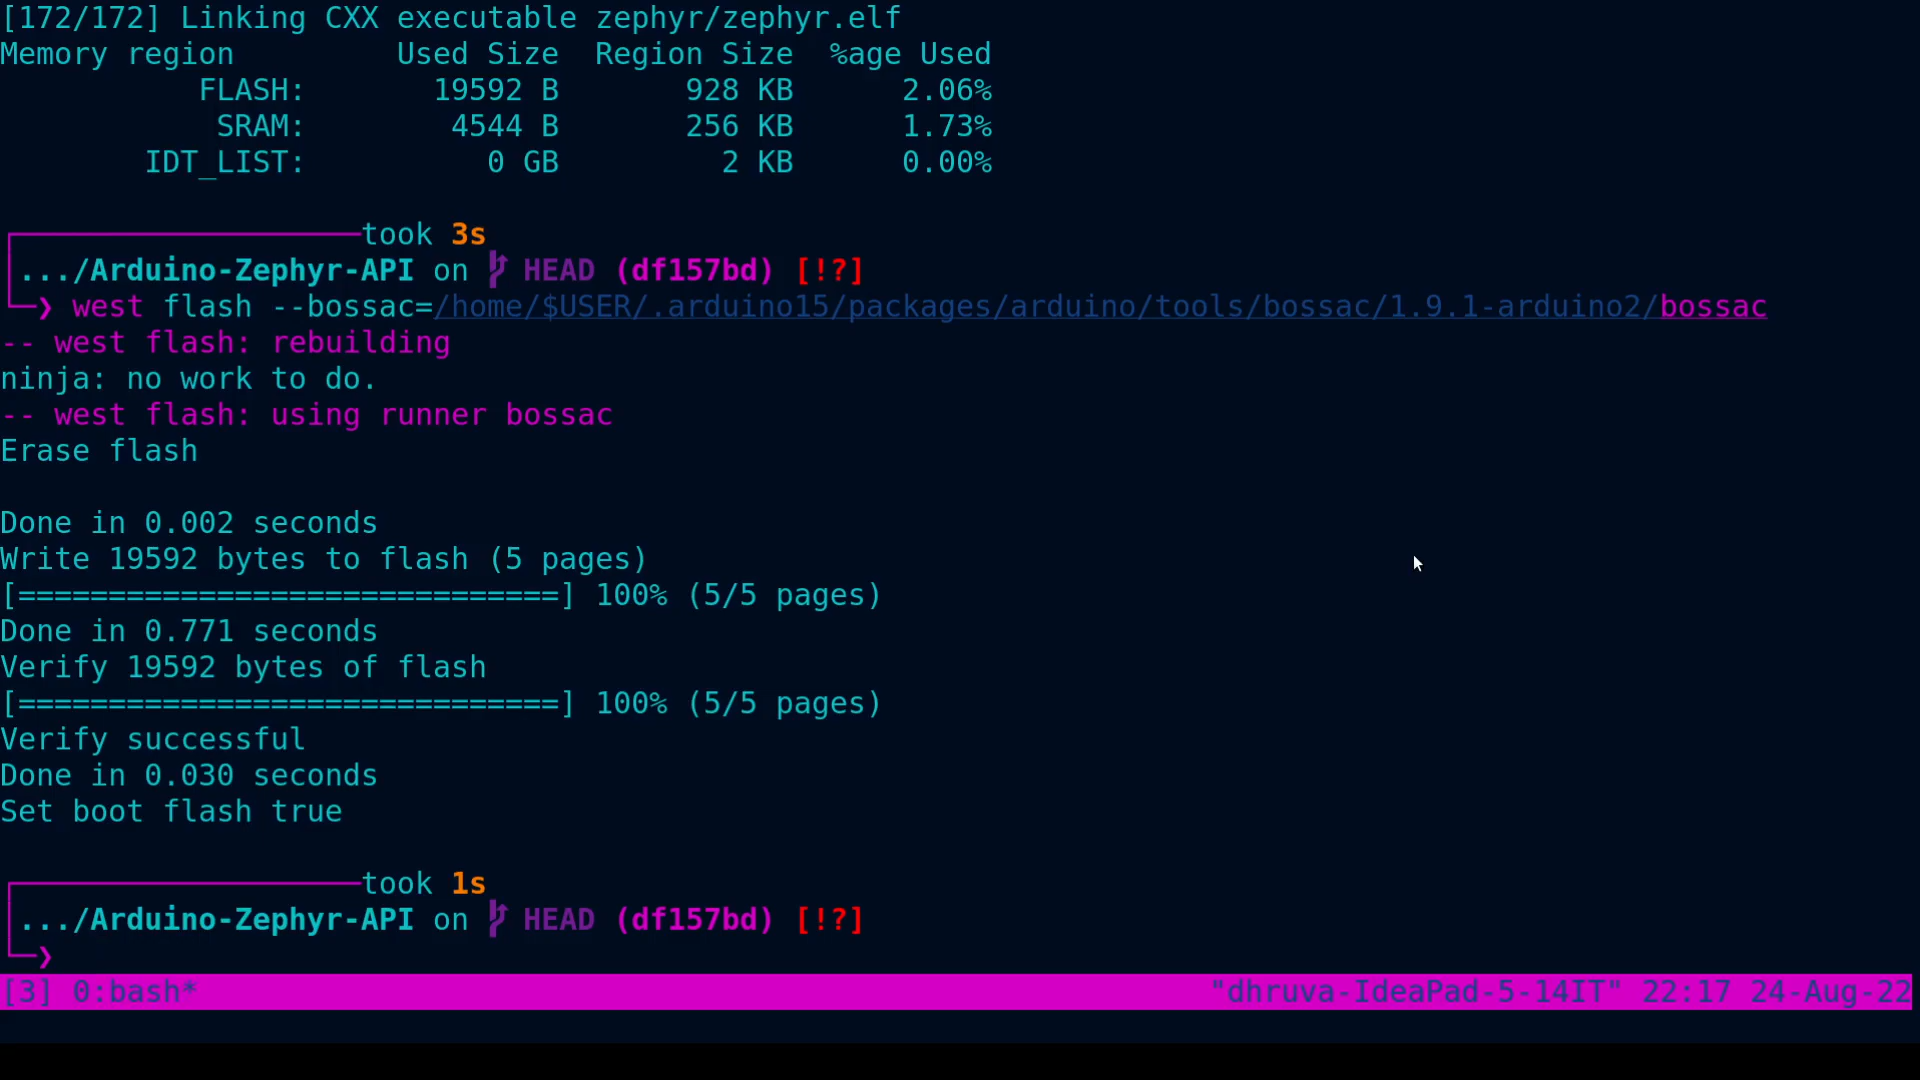 [172/172] Linking CXX executable zephyr/zephyr.elf
Memory region         Used Size  Region Size  %age Used
           FLASH:       19592 B       928 KB      2.06%
            SRAM:        4544 B       256 KB      1.73%
        IDT_LIST:          0 GB         2 KB      0.00%
took 3s
.../Arduino-Zephyr-API on HEAD (df157bd) [!?]
❯ west flash --bossac=/home/$USER/.arduino15/packages/arduino/tools/bossac/1.9.1-arduino2/bossac
-- west flash: rebuilding
ninja: no work to do.
-- west flash: using runner bossac
Erase flash
Done in 0.002 seconds
Write 19592 bytes to flash (5 pages)
[==============================] 100% (5/5 pages)
Done in 0.771 seconds
Verify 19592 bytes of flash
[==============================] 100% (5/5 pages)
Verify successful
Done in 0.030 seconds
Set boot flash true
took 1s
.../Arduino-Zephyr-API on HEAD (df157bd) [!?]
❯
[3] 0:bash* "dhruva-IdeaPad-5-14IT" 22:17 24-Aug-22